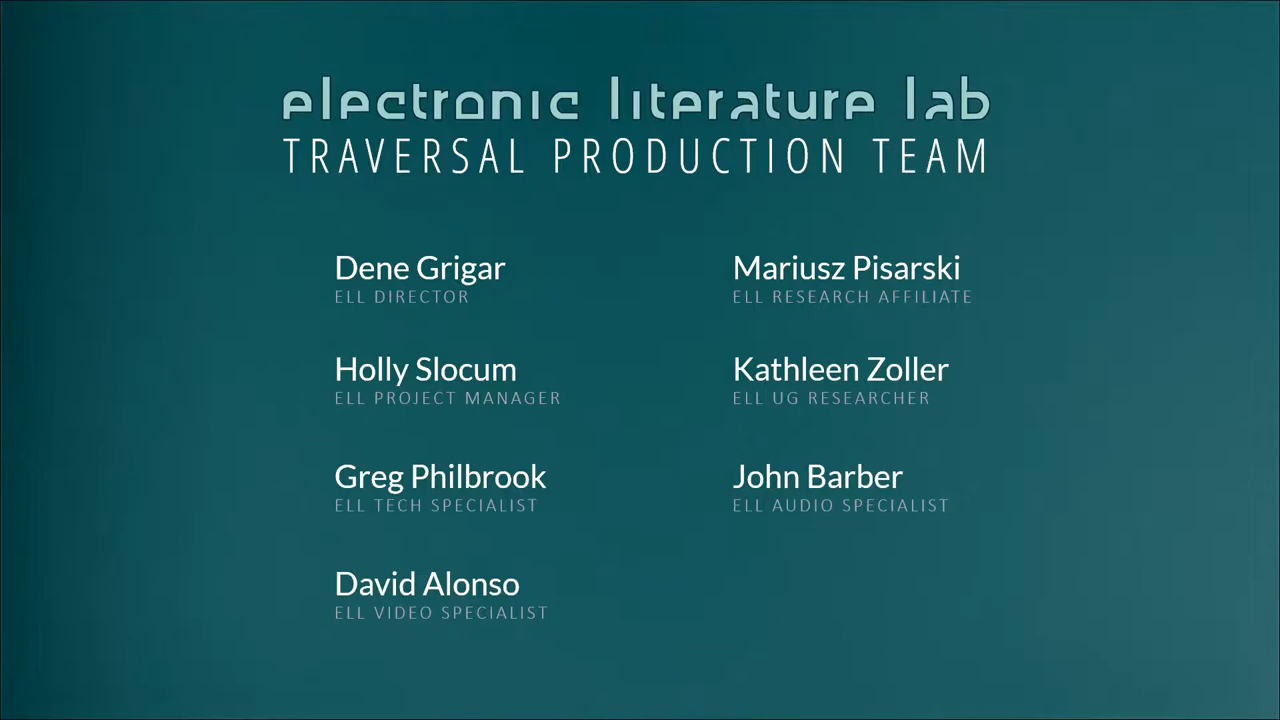 electronic literature lab
TRAVERSAL PRODUCTION TEAM
Dene Grigar
ELL DIRECTOR
Mariusz Pisarski
ELL RESEARCH AFFILIATE
Holly Slocum
ELL PROJECT MANAGER
Kathleen Zoller
ELL UG RESEARCHER
Greg Philbrook
ELL TECH SPECIALIST
John Barber
ELL AUDIO SPECIALIST
David Alonso
ELL VIDEO SPECIALIST